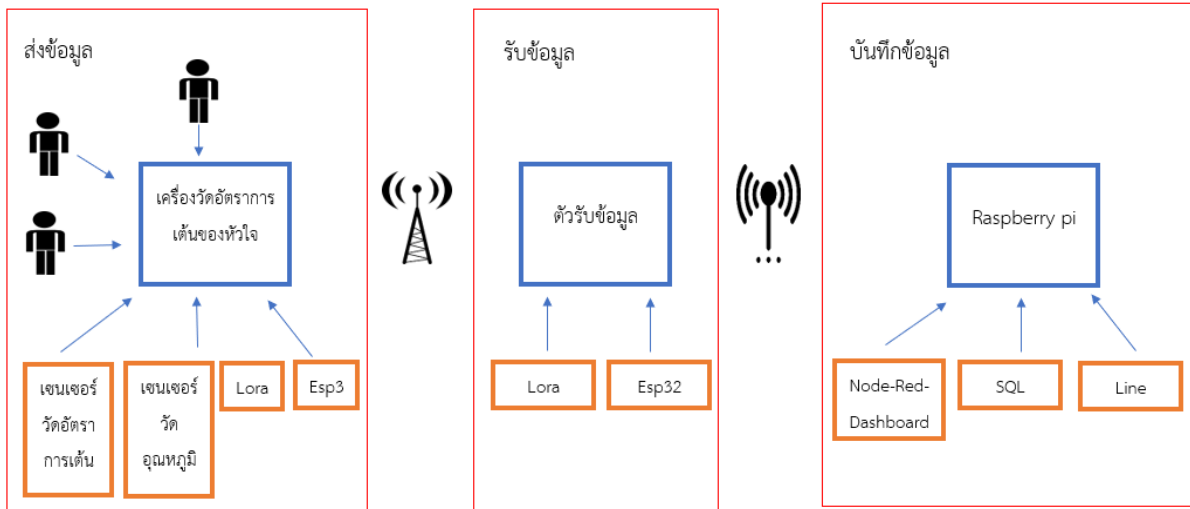 ส่งข้อมูล
เครื่องวัดอัตราการ
เต้นของหัวใจ
เซนเซอร์
วัดอัตรา
การเต้น
เซนเซอร์
วัด
อุณหภูมิ
Lora
Esp3
รับข้อมูล
ตัวรับข้อมูล
Lora
Esp32
บันทึกข้อมูล
Raspberry pi
Node-Red-
Dashboard
SQL
Line